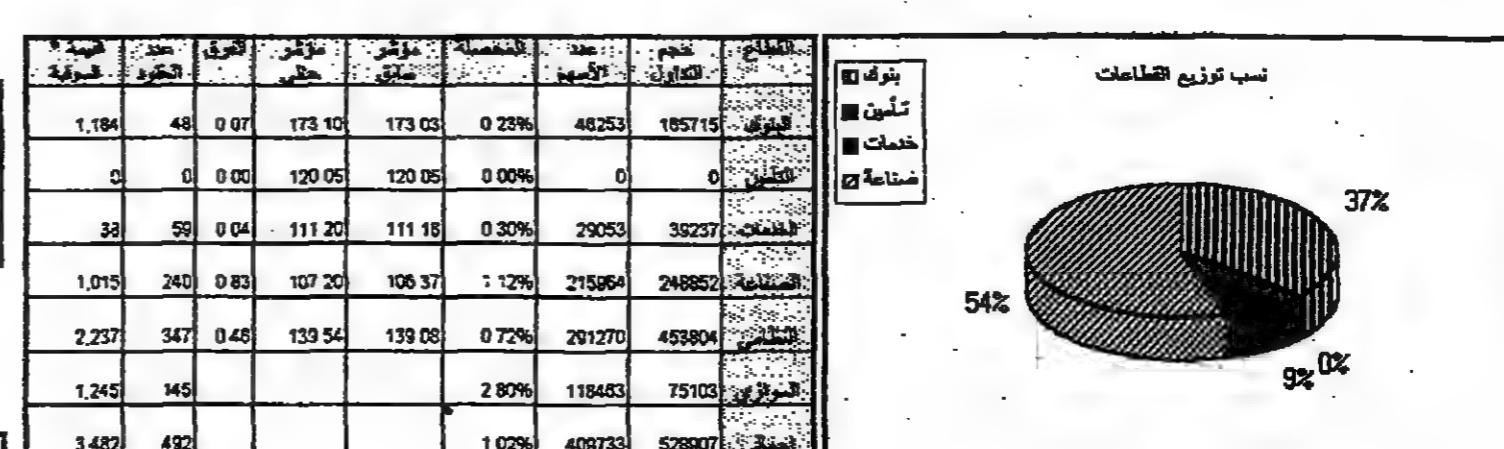 القطاع حجم التداول عدد الأسهم المحصلة مؤشر سابق مؤشر حالي الفرق عدد العقود قيمة السوقية
البنوك 165715 46253 0 23% 173 03 173 10 0 07 48 1,184
التأمين 0 0 0 00% 120 05 120 05 0 00 0 0
الخدمات 39237 29053 0 30% 111 16 111 20 0 04 59 38
الصناعة 248852 215964 12% 106 37 107 20 0 83 240 1,015
النظامي 453804 291270 0 72% 139 08 139 54 0 46 347 2,237
الموازي 75103 118463 2 80% 145 1,245
528907 409733 1 02% 492 3,482
نسب توزيع القطاعات
بنوك
تأمين
خدمات
صناعة
37%
54%
0%
9%